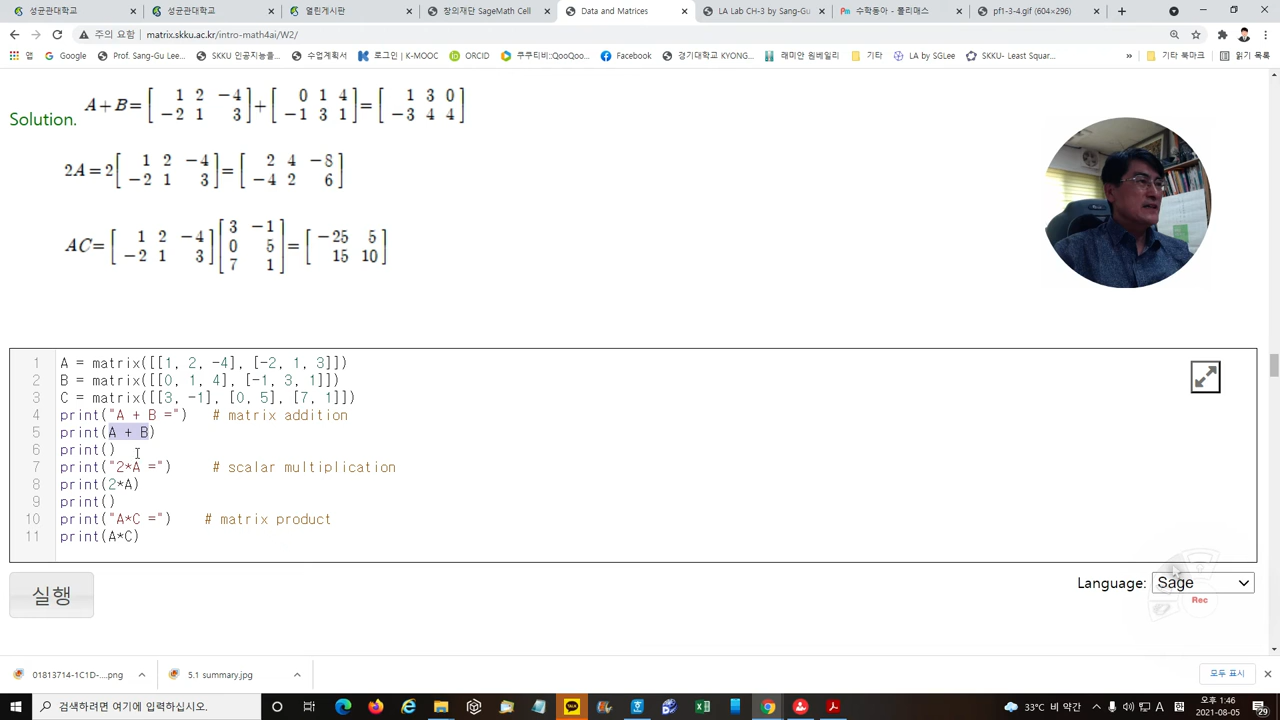 성균관대학교
성균관대학교
열린게시판
창의재단 SageMath Cell
Data and Matrices
LA Lab CH-3 by Sang-Gu
수학동아 - 폴리매스
pf1-3-4.gif (604×296)
주의 요함 | matrix.skku.ac.kr/intro-math4ai/W2/
앱 Google Prof. Sang-Gu Lee... SKKU 인공지능을... 수업계획서 로그인 | K-MOOC ORCID 쿠쿠티비::QooQoo... Facebook 경기대학교 KYONG... 래미안 원베일리 기타 LA by SGLee SKKU- Least Squar... » 기타 북마크 읽기 목록
Solution. A+B= [1 2 −4 −2 1 3] + [0 1 4 −1 3 1] = [1 3 0 −3 4 4]
2A=2 [1 2 −4 −2 1 3] = [2 4 −8 −4 2 6]
AC= [1 2 −4 −2 1 3] [3 −1 0 5 7 1] = [−25 5 15 10]
1 A = matrix([[1, 2, -4], [-2, 1, 3]])
2 B = matrix([[0, 1, 4], [-1, 3, 1]])
3 C = matrix([[3, -1], [0, 5], [7, 1]])
4 print("A + B =") # matrix addition
5 print(A + B)
6 print()
7 print("2*A =") # scalar multiplication
8 print(2*A)
9 print()
10 print("A*C =") # matrix product
11 print(A*C)
실행
Language: Sage
Rec
01813714-1C1D-....png
5.1 summary.jpg
모두 표시
검색하려면 여기에 입력하십시오.
TALK
33°C 비 약간
A
오후 1:46
2021-08-05